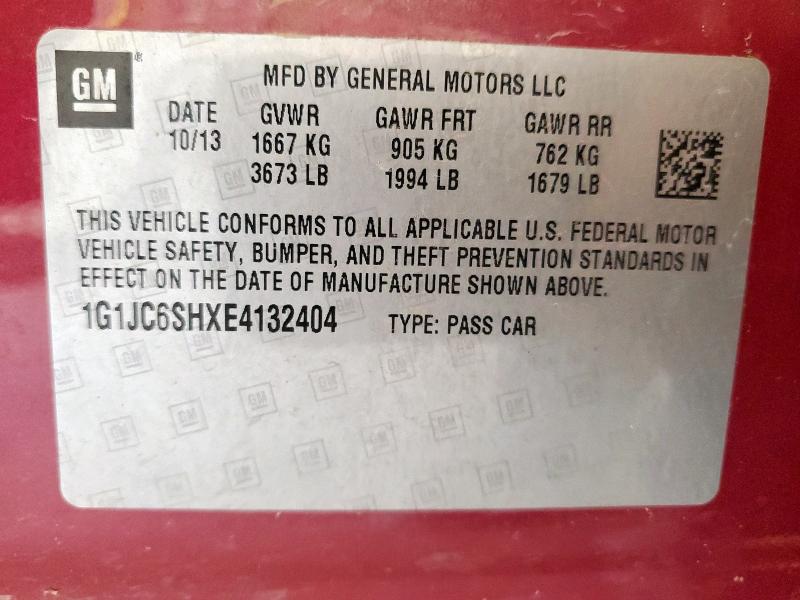 GM
MFD BY GENERAL MOTORS LLC
DATE GVWR GAWR FRT GAWR RR
10/13 1667 KG 905 KG 762 KG
3673 LB 1994 LB 1679 LB
THIS VEHICLE CONFORMS TO ALL APPLICABLE U.S. FEDERAL MOTOR
VEHICLE SAFETY, BUMPER, AND THEFT PREVENTION STANDARDS IN
EFFECT ON THE DATE OF MANUFACTURE SHOWN ABOVE.
1G1JC6SHXE4132404 TYPE: PASS CAR